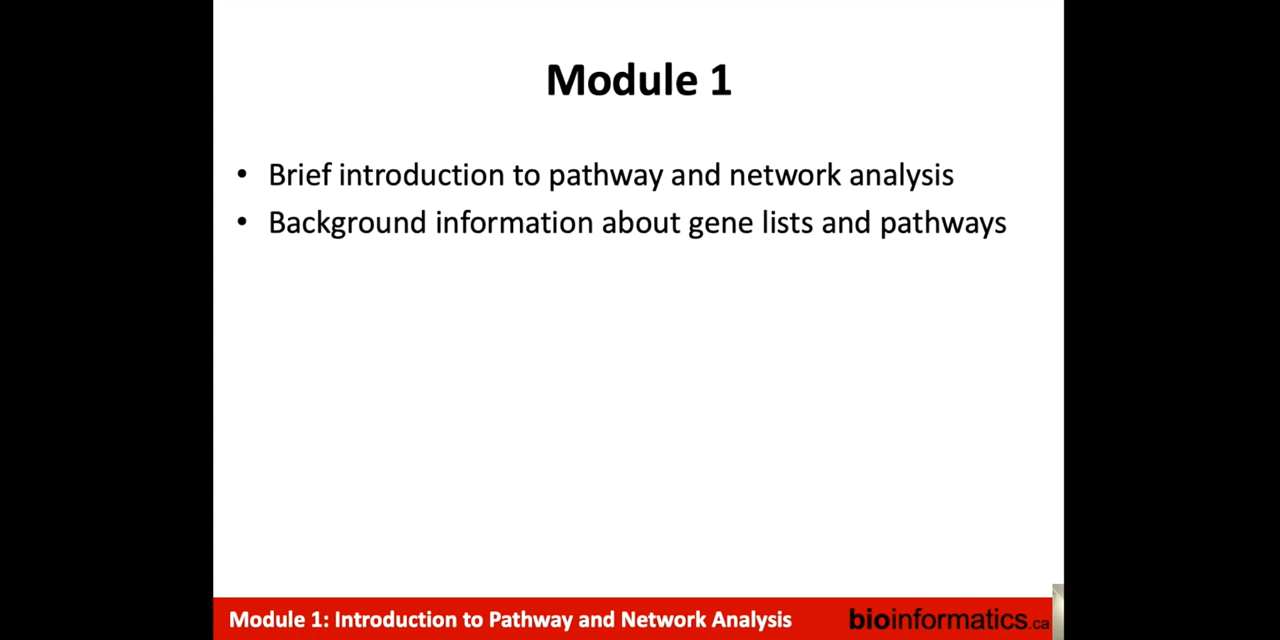 Module 1
• Brief introduction to pathway and network analysis
• Background information about gene lists and pathways
Module 1: Introduction to Pathway and Network Analysis
bioinformatics.ca